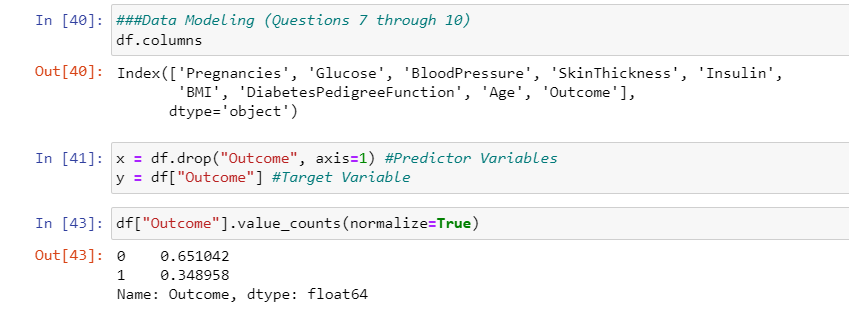 In [40]: ###Data Modeling (Questions 7 through 10)
df.columns
Out[40]: Index(['Pregnancies', 'Glucose', 'BloodPressure', 'SkinThickness', 'Insulin',
'BMI', 'DiabetesPedigreeFunction', 'Age', 'Outcome'],
dtype='object')
In [41]: x = df.drop("Outcome", axis=1) #Predictor Variables
y = df["Outcome"] #Target Variable
In [43]: df["Outcome"].value_counts(normalize=True)
Out[43]: 0    0.651042
1    0.348958
Name: Outcome, dtype: float64